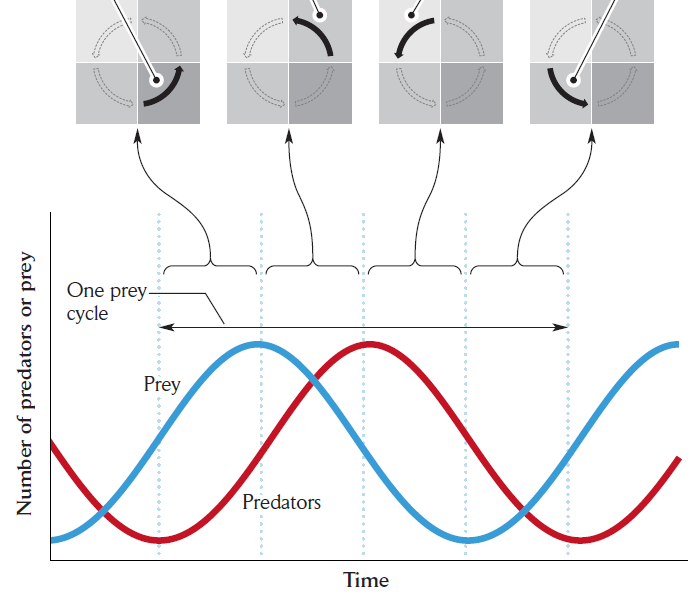 One prey
cycle
Prey
Predators
Number of predators or prey
Time